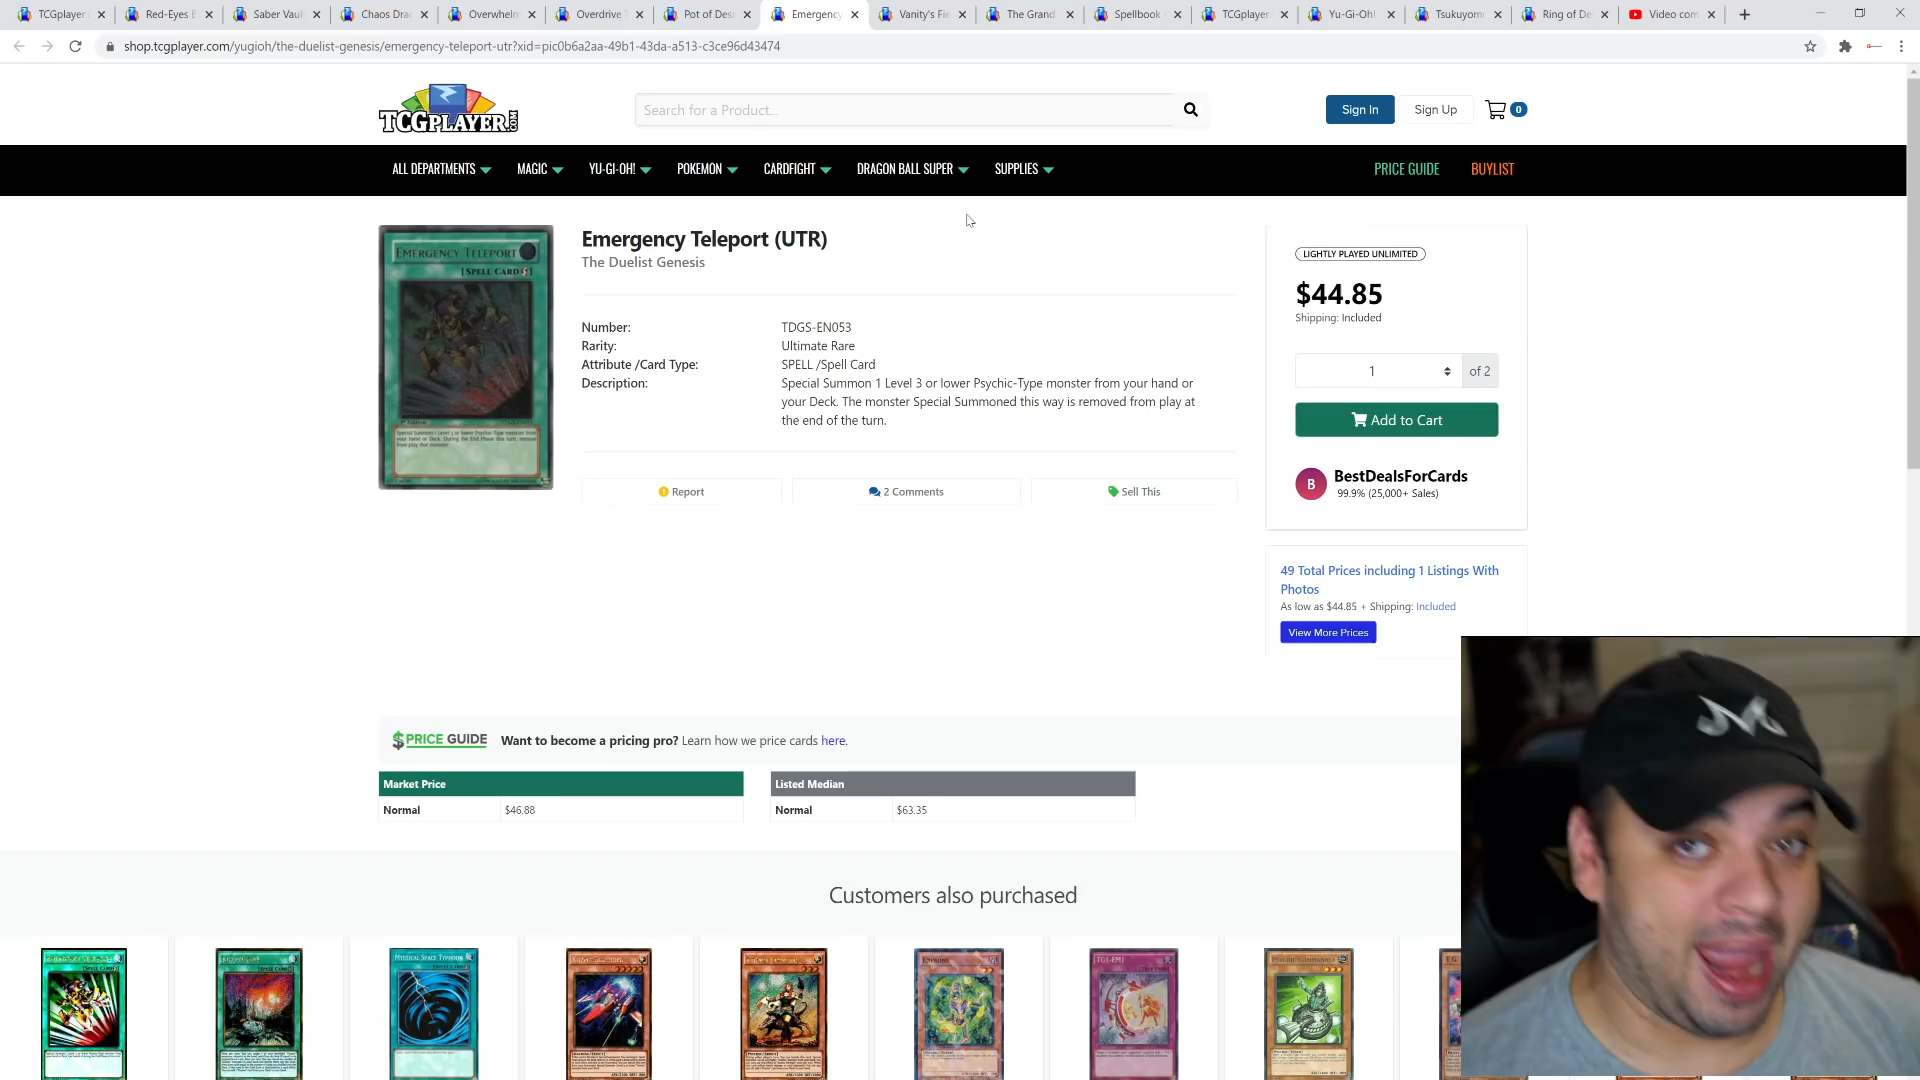 TCGplayer.
Red-Eyes B
Saber Vaul
Chaos Dra
Overwhelm
Overdrive T
Pot of Desi
Emergency
Vanity's Fie
The Grand
Spellbook
TCGplayer.
Yu-Gi-Oh!
Tsukuyomi
Ring of De
Video com
shop.tcgplayer.com/yugioh/the-duelist-genesis/emergency-teleport-utr?xid=pic0b6a2aa-49b1-43da-a513-c3ce96d43474
TCGPLAYER.COM
Search for a Product...
Sign In
Sign Up
0
ALL DEPARTMENTS
MAGIC
YU-GI-OH!
POKEMON
CARDFIGHT
DRAGON BALL SUPER
SUPPLIES
PRICE GUIDE
BUYLIST
EMERGENCY TELEPORT
[SPELL CARD]
1st Edition
Emergency Teleport (UTR)
The Duelist Genesis
Number: TDGS-EN053
Rarity: Ultimate Rare
Attribute /Card Type: SPELL /Spell Card
Description: Special Summon 1 Level 3 or lower Psychic-Type monster from your hand or
your Deck. The monster Special Summoned this way is removed from play at
the end of the turn.
Report
2 Comments
Sell This
LIGHTLY PLAYED UNLIMITED
$44.85
Shipping: Included
1
of 2
Add to Cart
B
BestDealsForCards
99.9% (25,000+ Sales)
49 Total Prices including 1 Listings With
Photos
As low as $44.85 + Shipping: Included
View More Prices
$PRICE GUIDE
Want to become a pricing pro? Learn how we price cards here.
Market Price
Normal $46.88
Listed Median
Normal $63.35
Customers also purchased
MYSTICAL SPACE TYPHOON